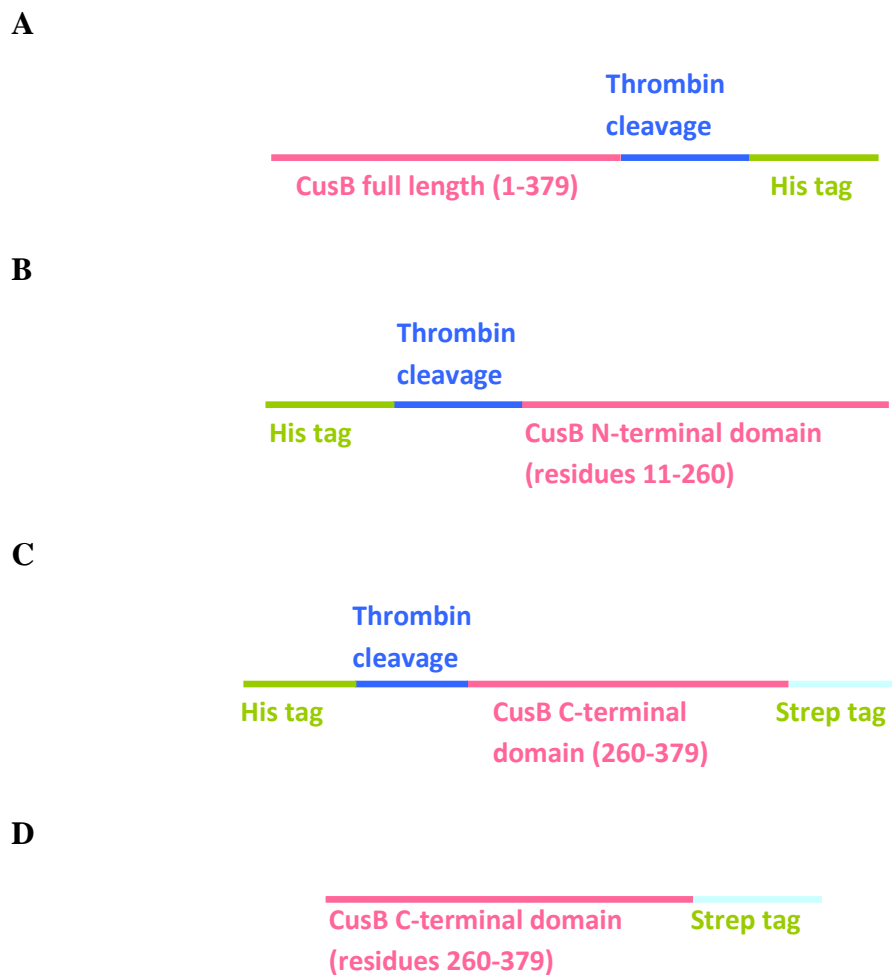 A
Thrombin
cleavage
CusB full length (1-379)
His tag
B
Thrombin
cleavage
His tag
CusB N-terminal domain
(residues 11-260)
C
Thrombin
cleavage
His tag
CusB C-terminal
domain (260-379)
Strep tag
D
CusB C-terminal domain
(residues 260-379)
Strep tag